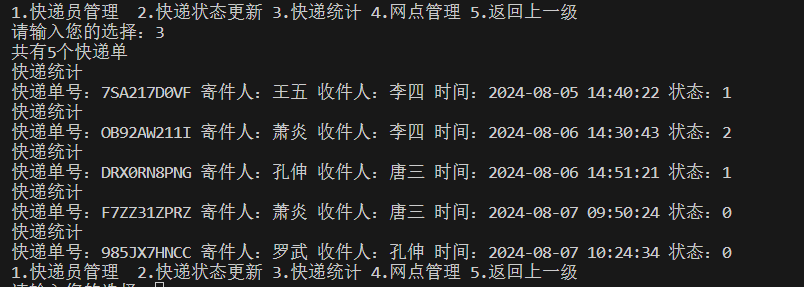 1.快递员管理  2.快递状态更新 3.快递统计 4.网点管理 5.返回上一级
请输入您的选择：3
共有5个快递单
快递统计
快递单号：7SA217D0VF 寄件人：王五 收件人：李四 时间：2024-08-05 14:40:22 状态：1
快递统计
快递单号：OB92AW211I 寄件人：萧炎 收件人：李四 时间：2024-08-06 14:30:43 状态：2
快递统计
快递单号：DRX0RN8PNG 寄件人：孔伸 收件人：唐三 时间：2024-08-06 14:51:21 状态：1
快递统计
快递单号：F7ZZ31ZPRZ 寄件人：萧炎 收件人：唐三 时间：2024-08-07 09:50:24 状态：0
快递统计
快递单号：985JX7HNCC 寄件人：罗武 收件人：孔伸 时间：2024-08-07 10:24:34 状态：0
1.快递员管理  2.快递状态更新 3.快递统计 4.网点管理 5.返回上一级
请输入您的选择：